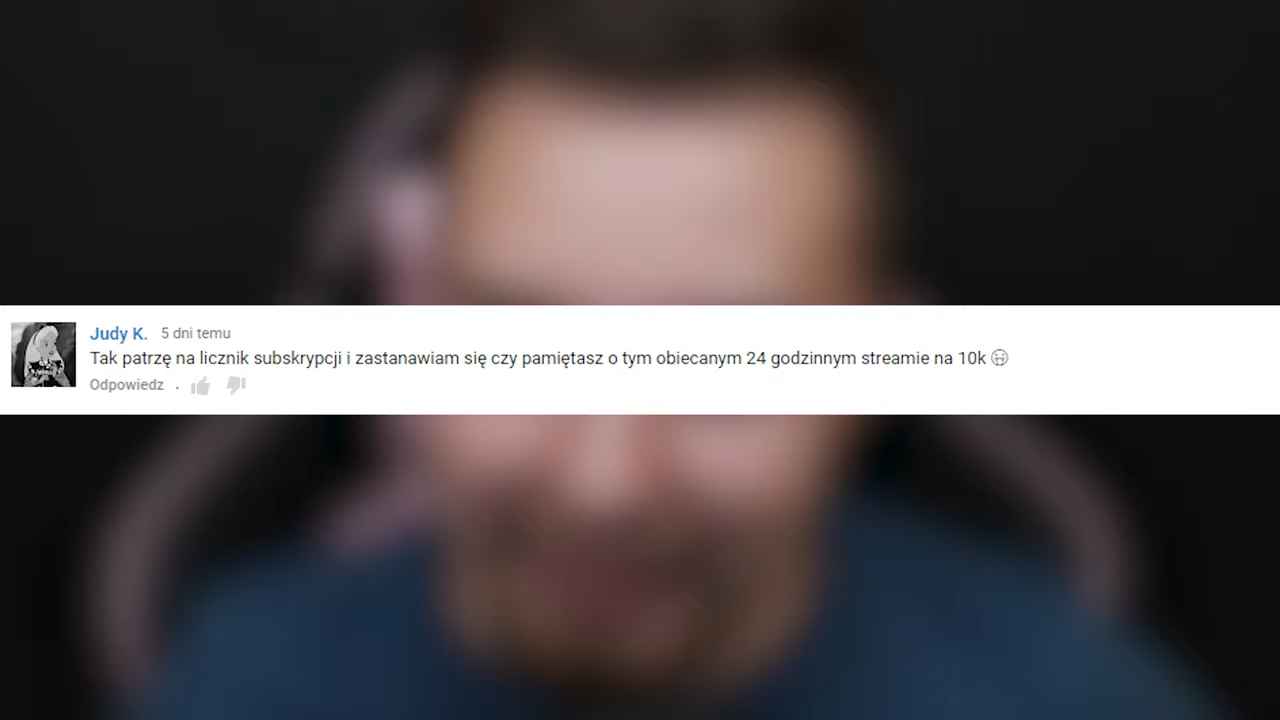 Judy K. 5 dni temu
Tak patrzę na licznik subskrypcji i zastanawiam się czy pamiętasz o tym obiecanym 24 godzinnym streamie na 10k 😂
Odpowiedz .